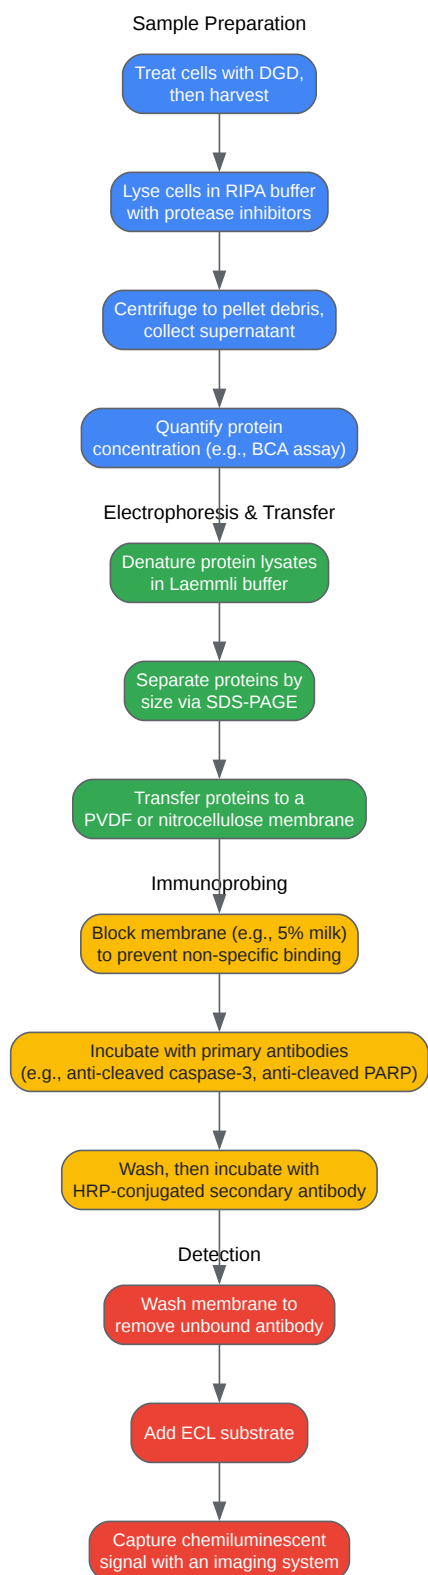 Sample Preparation
Treat cells with DGD,
then harvest
Lyse cells in RIPA buffer
with protease inhibitors
Centrifuge to pellet debris,
collect supernatant
Quantify protein
concentration (e.g., BCA assay)
Electrophoresis & Transfer
Denature protein lysates
in Laemmli buffer
Separate proteins by
size via SDS-PAGE
Transfer proteins to a
PVDF or nitrocellulose membrane
Immunoprobing
Block membrane (e.g., 5% milk)
to prevent non-specific binding
Incubate with primary antibodies
(e.g., anti-cleaved caspase-3, anti-cleaved PARP)
Wash, then incubate with
HRP-conjugated secondary antibody
Detection
Wash membrane to
remove unbound antibody
Add ECL substrate
Capture chemiluminescent
signal with an imaging system